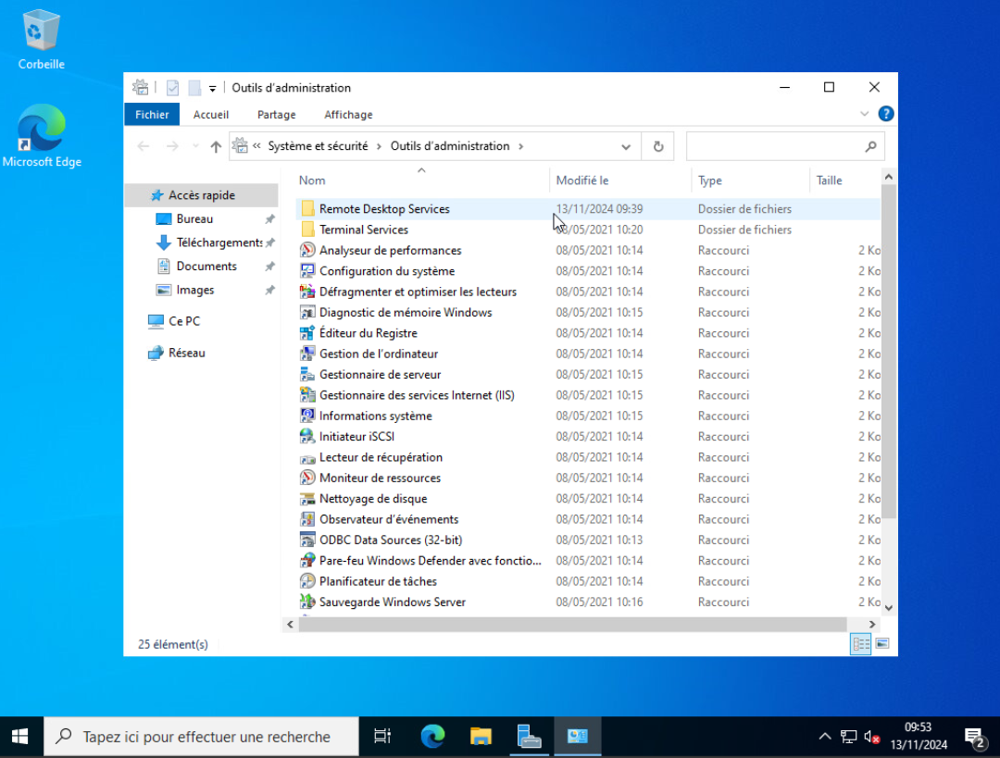 Corbeille
Microsoft Edge
Outils d'administration
Fichier Accueil Partage Affichage
« Système et sécurité › Outils d'administration ›
Nom Modifié le Type Taille
Accès rapide
Bureau
Téléchargements
Documents
Images
Ce PC
Réseau
Remote Desktop Services 13/11/2024 09:39 Dossier de fichiers
Terminal Services 08/05/2021 10:20 Dossier de fichiers
Analyseur de performances 08/05/2021 10:14 Raccourci 2 Ko
Configuration du système 08/05/2021 10:14 Raccourci 2 Ko
Défragmenter et optimiser les lecteurs 08/05/2021 10:14 Raccourci 2 Ko
Diagnostic de mémoire Windows 08/05/2021 10:15 Raccourci 2 Ko
Éditeur du Registre 08/05/2021 10:14 Raccourci 2 Ko
Gestion de l'ordinateur 08/05/2021 10:14 Raccourci 2 Ko
Gestionnaire de serveur 08/05/2021 10:15 Raccourci 2 Ko
Gestionnaire des services Internet (IIS) 08/05/2021 10:15 Raccourci 2 Ko
Informations système 08/05/2021 10:15 Raccourci 2 Ko
Initiateur iSCSI 08/05/2021 10:14 Raccourci 2 Ko
Lecteur de récupération 08/05/2021 10:14 Raccourci 2 Ko
Moniteur de ressources 08/05/2021 10:14 Raccourci 2 Ko
Nettoyage de disque 08/05/2021 10:14 Raccourci 2 Ko
Observateur d'événements 08/05/2021 10:14 Raccourci 2 Ko
ODBC Data Sources (32-bit) 08/05/2021 10:13 Raccourci 2 Ko
Pare-feu Windows Defender avec fonctio... 08/05/2021 10:14 Raccourci 2 Ko
Planificateur de tâches 08/05/2021 10:14 Raccourci 2 Ko
Sauvegarde Windows Server 08/05/2021 10:16 Raccourci 2 Ko
25 élément(s)
Tapez ici pour effectuer une recherche
09:53
13/11/2024
2